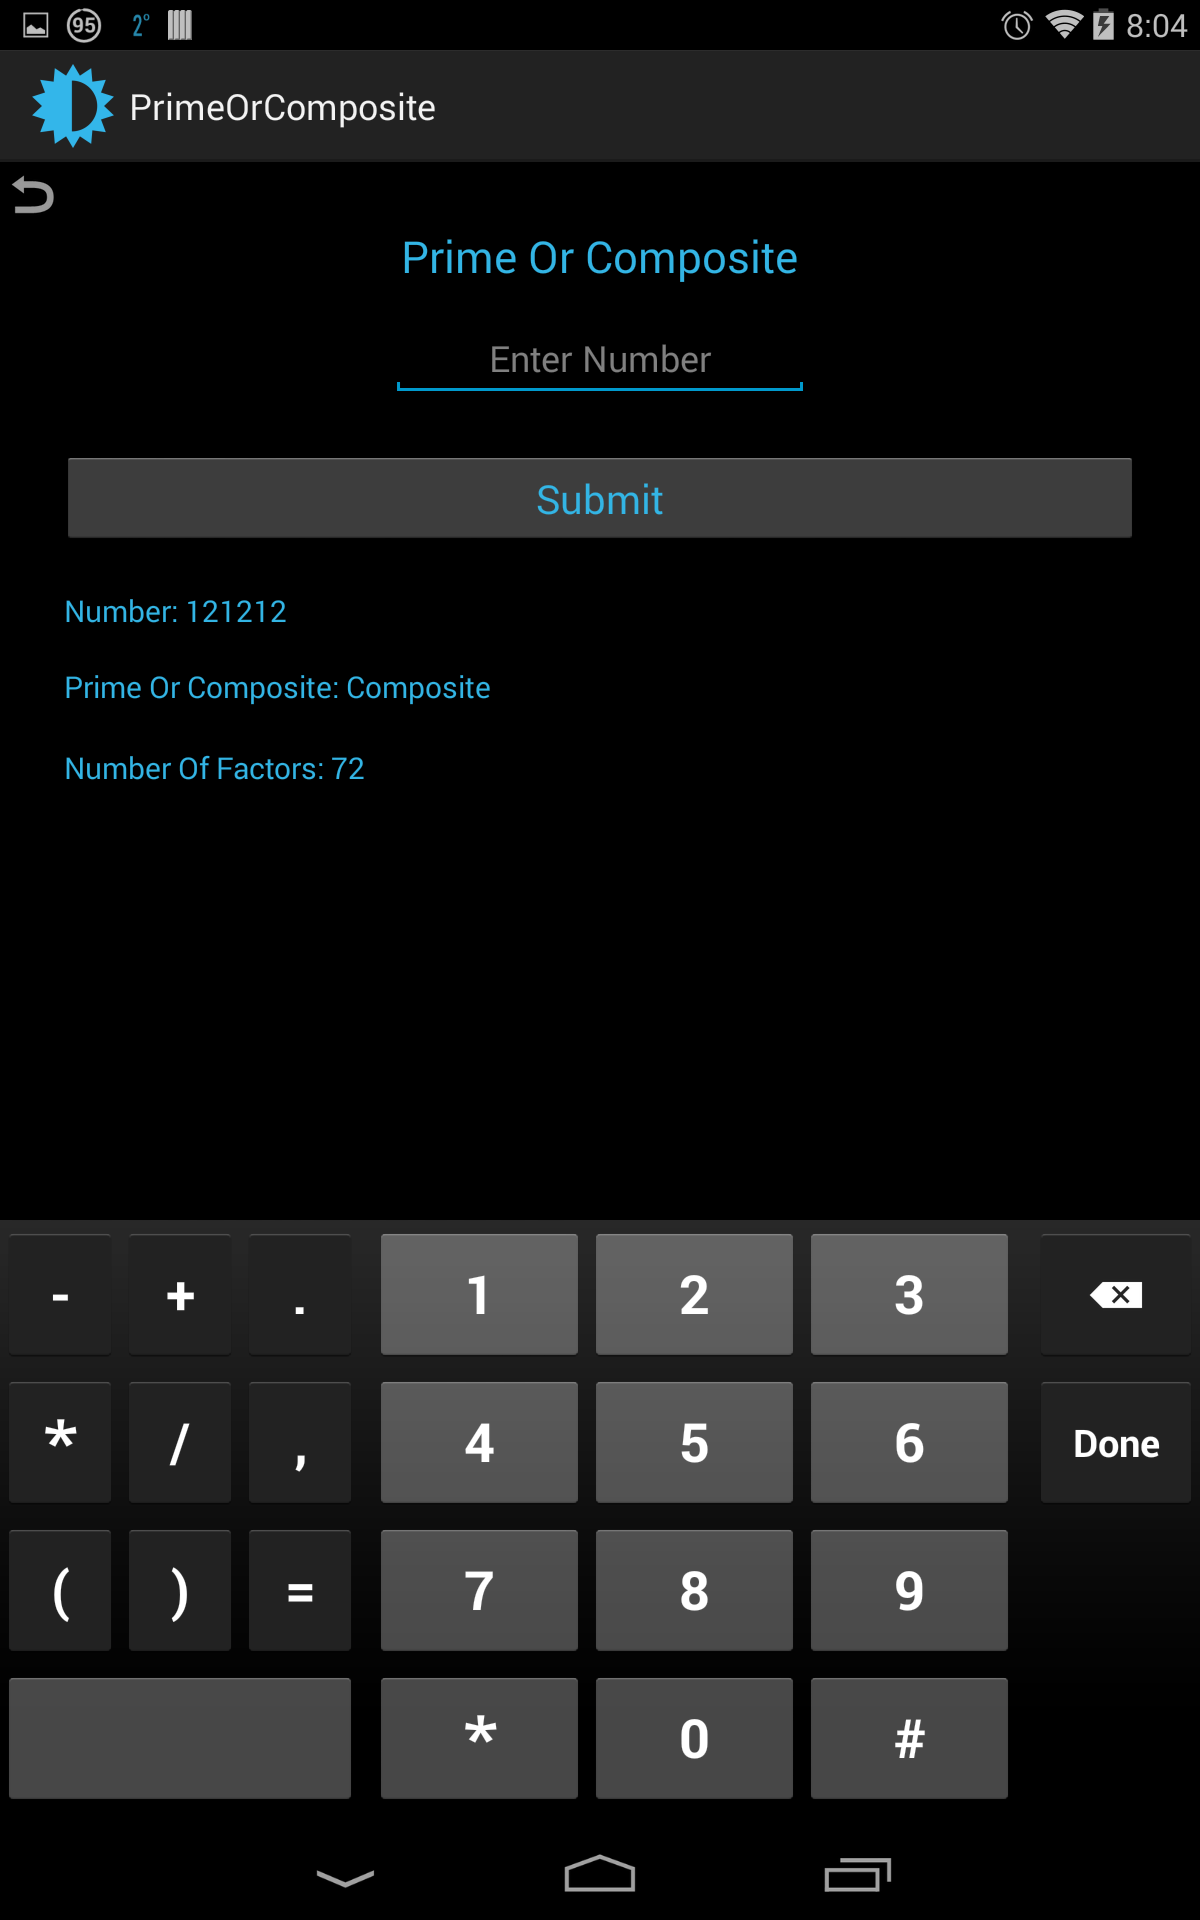 95 2° 8:04
PrimeOrComposite
Prime Or Composite
Enter Number
Submit
Number: 121212
Prime Or Composite: Composite
Number Of Factors: 72
- + . 1 2 3
* / , 4 5 6 Done
( ) = 7 8 9
* 0 #